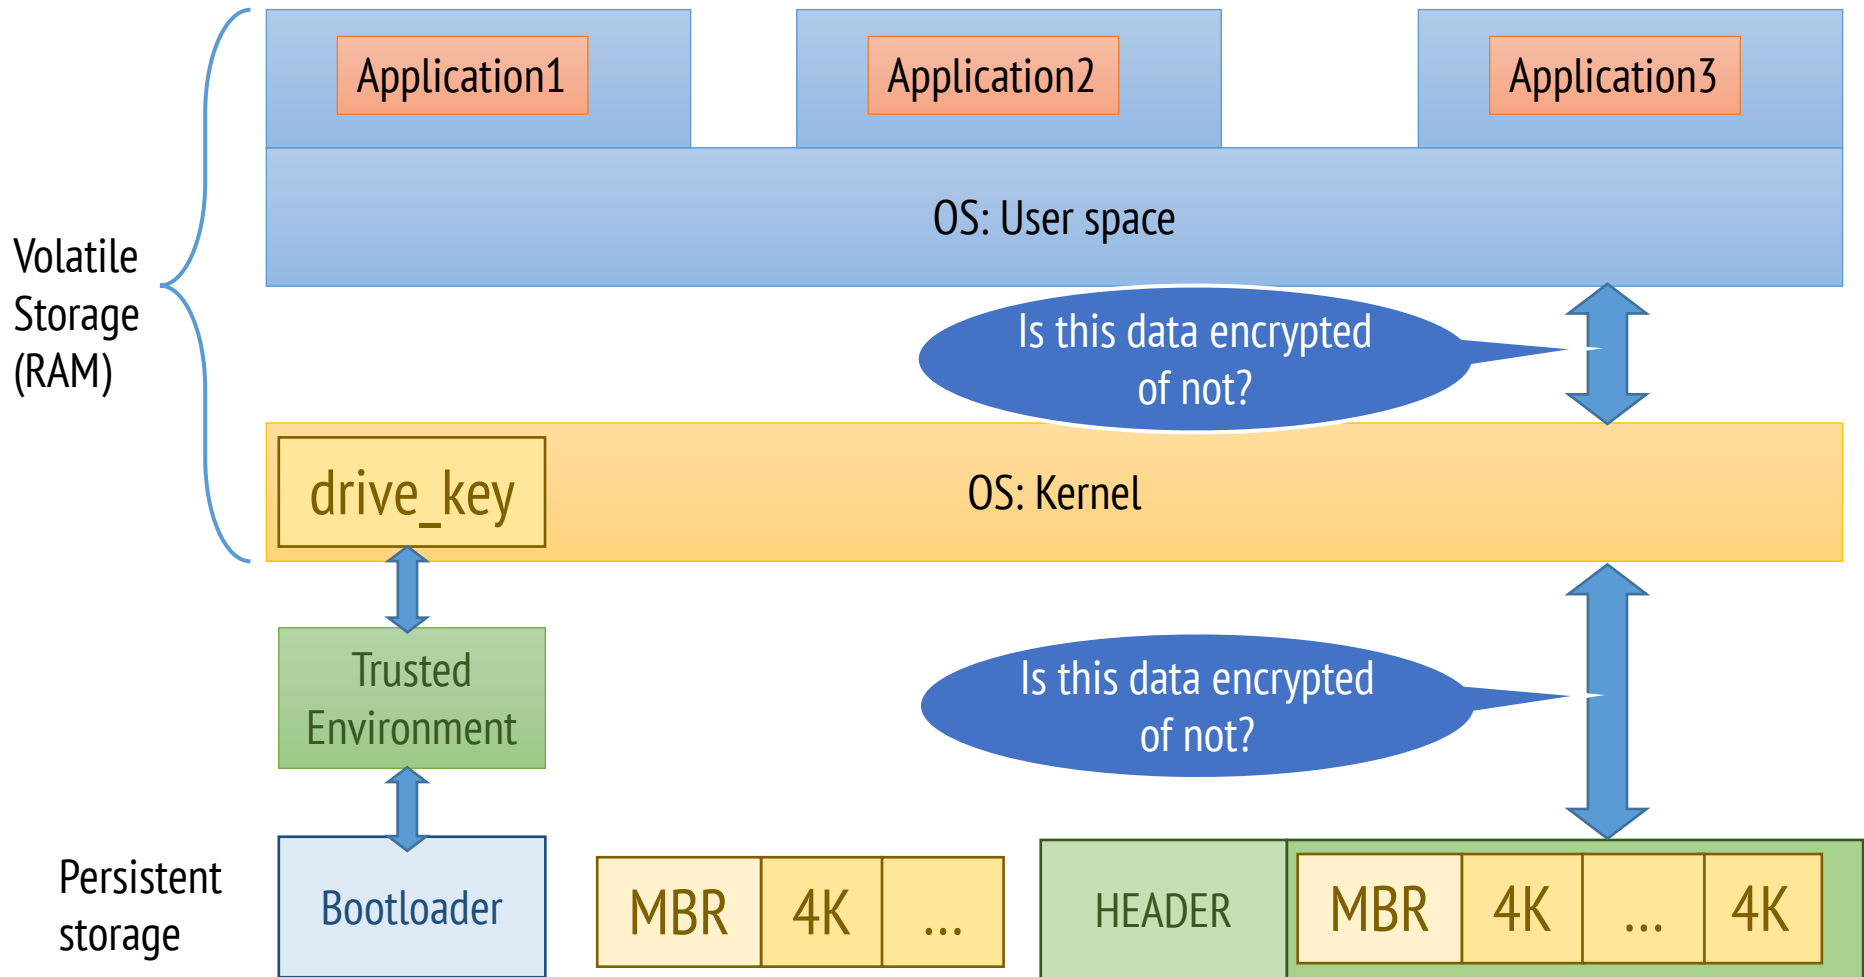 Application1
Application2
Application3
OS: User space
Volatile
Storage
(RAM)
Is this data encrypted
of not?
drive_key
OS: Kernel
Trusted
Environment
Is this data encrypted
of not?
Persistent
storage
Bootloader
MBR
4K
...
HEADER
MBR
4K
...
4K